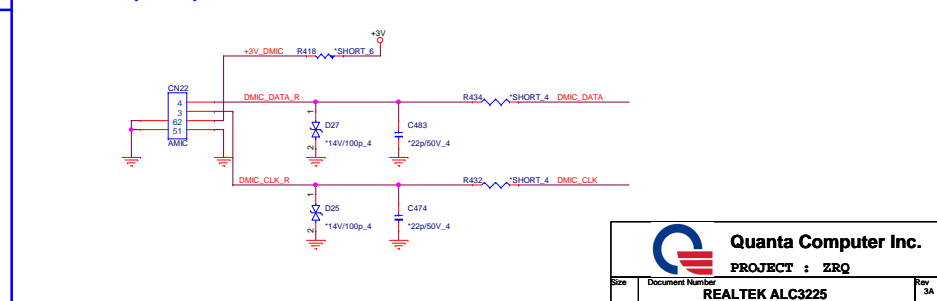 +3V
+3V_DMIC R418 *SHORT_6
CN22
4
3
62
51
AMIC
DMIC_DATA_R R434 *SHORT_4 DMIC_DATA
1
D27
2
*14V/100p_4
C483
*22p/50V_4
DMIC_CLK_R R432 *SHORT_4 DMIC_CLK
1
D25
2
*14V/100p_4
C474
*22p/50V_4
Quanta Computer Inc.
PROJECT : ZRQ
Size Document Number Rev
REALTEK ALC3225 3A